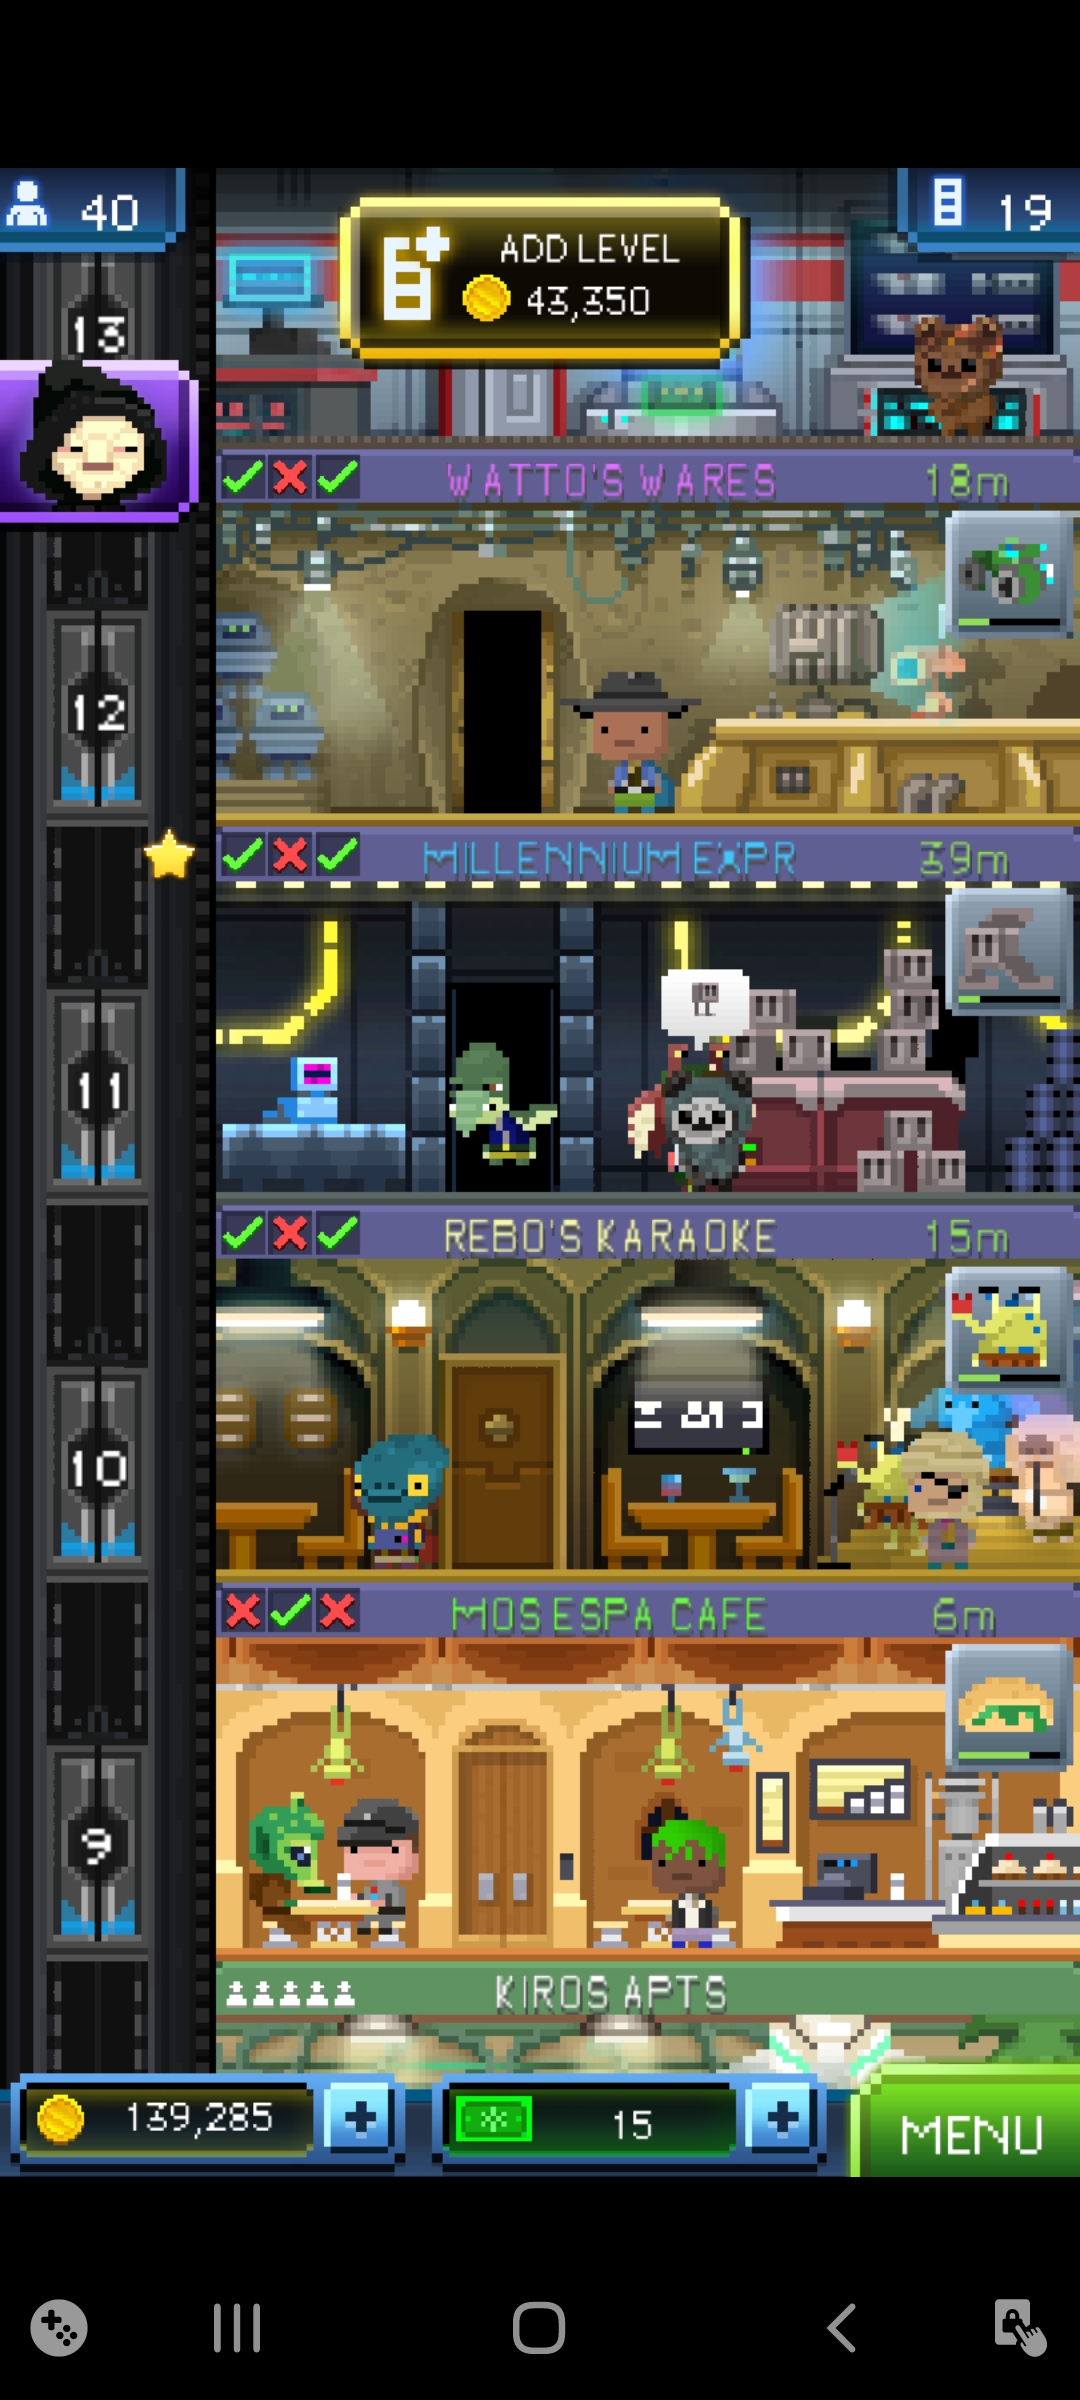 40
ADD LEVEL
43,350
19
13
WATTO'S WARES
18m
12
MILLENNIUM EXPR
39m
11
REBO'S KARAOKE
15m
10
MOS ESPA CAFE
6m
9
KIROS APTS
139,285
15
MENU